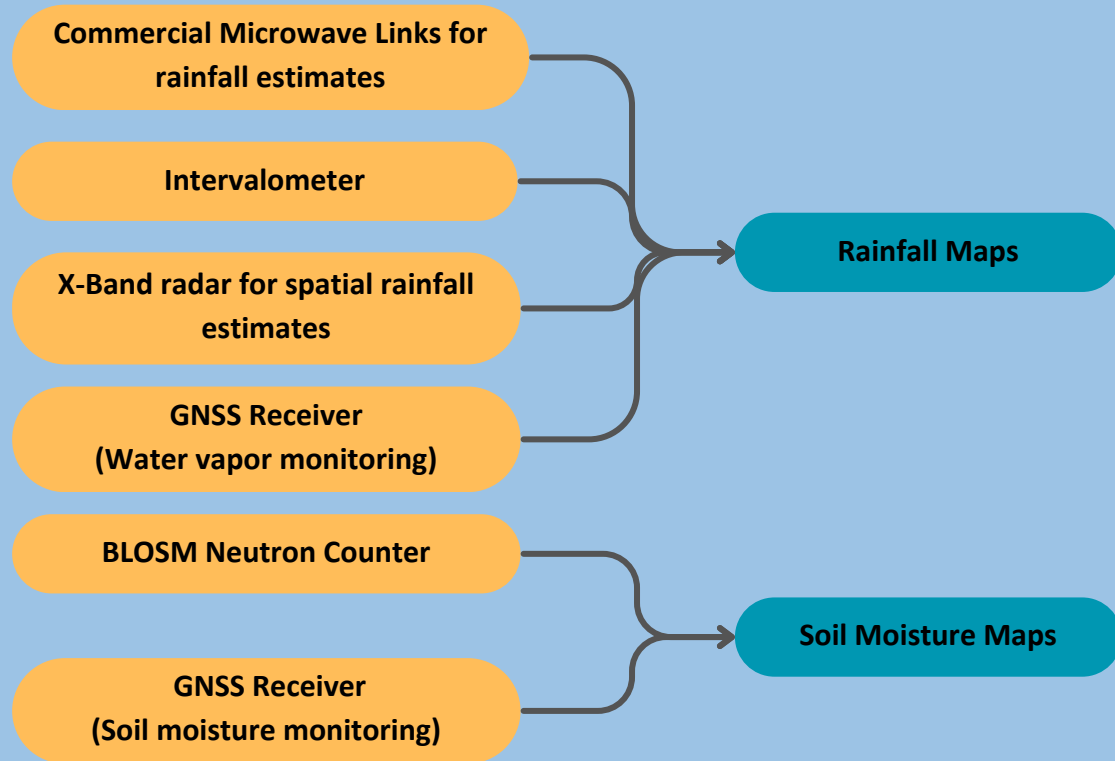 Commercial Microwave Links for
rainfall estimates
Intervalometer
X-Band radar for spatial rainfall
estimates
GNSS Receiver
(Water vapor monitoring)
BLOSM Neutron Counter
GNSS Receiver
(Soil moisture monitoring)
Rainfall Maps
Soil Moisture Maps